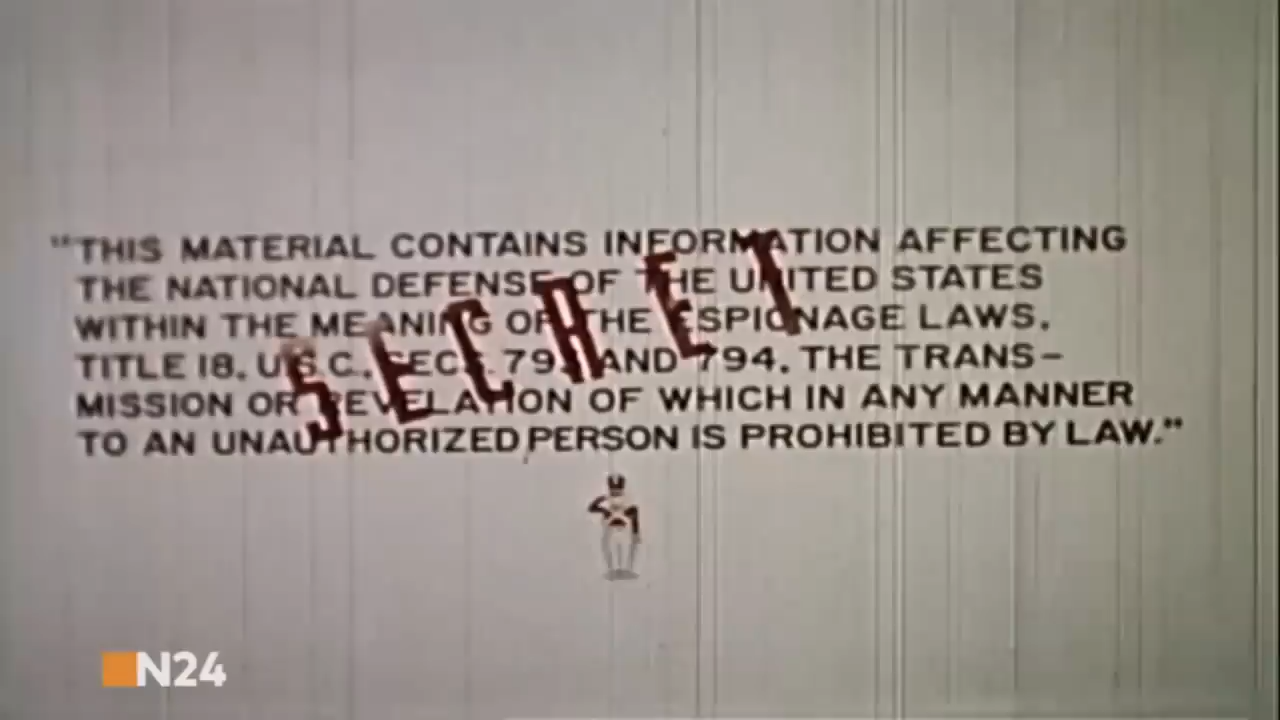 "THIS MATERIAL CONTAINS INFORMATION AFFECTING
THE NATIONAL DEFENSE OF THE UNITED STATES
WITHIN THE MEANING OF THE ESPIONAGE LAWS,
TITLE 18, U.S.C., SECS. 793 AND 794, THE TRANS-
MISSION OR REVELATION OF WHICH IN ANY MANNER
TO AN UNAUTHORIZED PERSON IS PROHIBITED BY LAW."
SECRET
N24